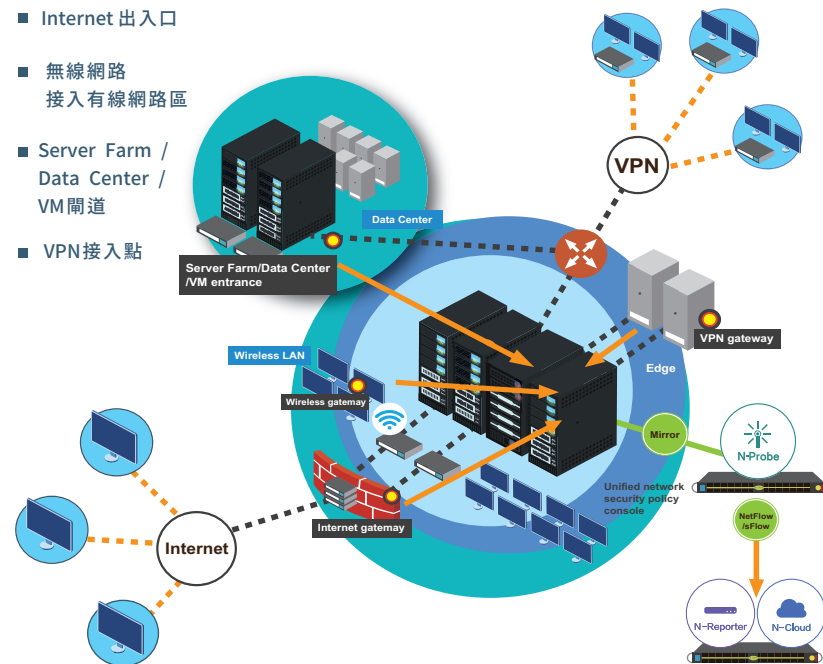 Internet 出入口
無線網路
接入有線網路區
Server Farm /
Data Center /
VM閘道
VPN接入點
VPN
Data Center
Server Farm/Data Center
/VM entrance
VPN gateway
Wireless LAN
Edge
Wireless gatemay
Mirror
N-Probe
Unified network
security policy
console
Internet gatemay
NetFlow
/sFlow
Internet
N-Reporter
N-Cloud